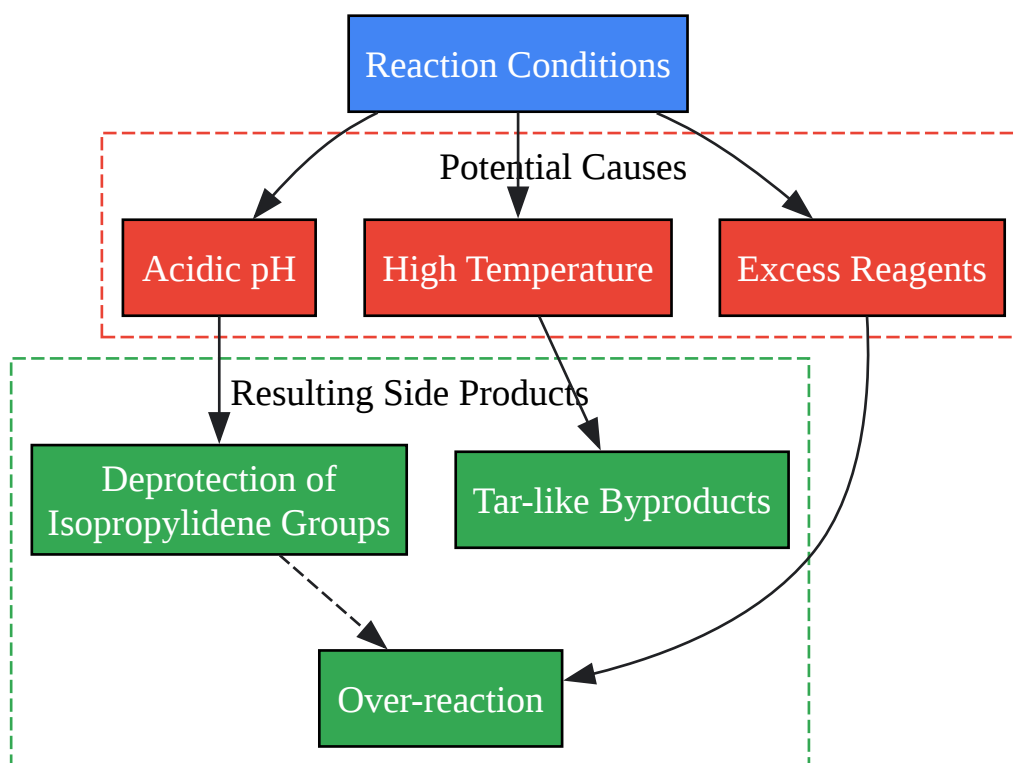 Reaction Conditions
Potential Causes
Acidic pH
High Temperature
Excess Reagents
Resulting Side Products
Deprotection of
Isopropylidene Groups
Tar-like Byproducts
Over-reaction